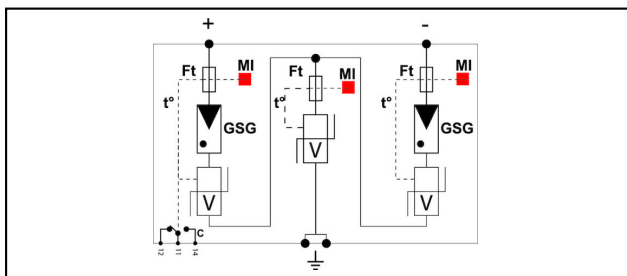 + -
Ft MI Ft MI Ft MI
t° t° t°
GSG GSG
V V V
C
12 11 14